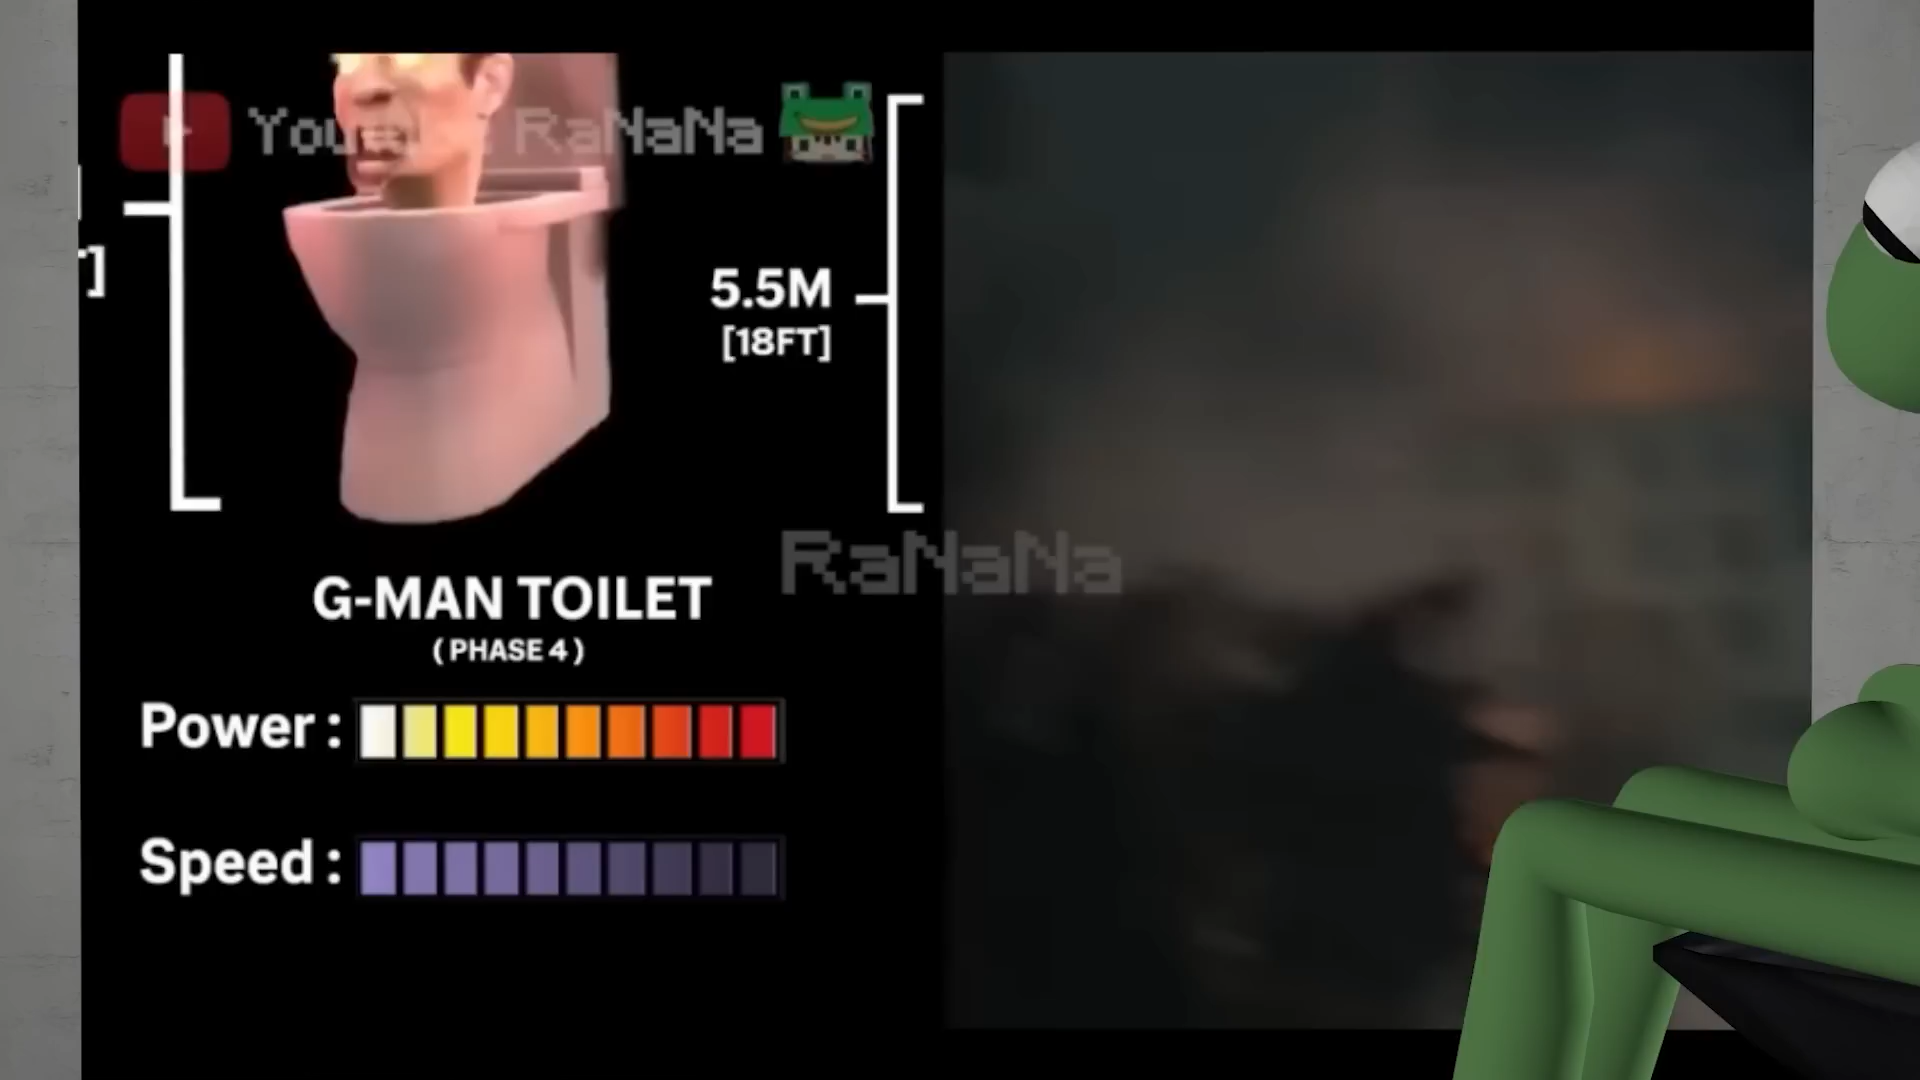 RaNaNa
5.5M
[18FT]
RaNaNa
G-MAN TOILET
( PHASE 4 )
Power :
Speed :